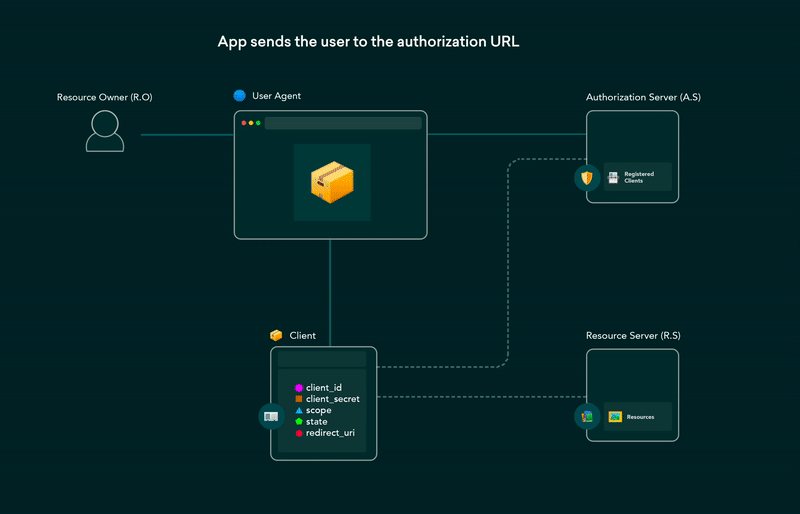 App sends the user to the authorization URL
Resource Owner (R.O)
User Agent
Authorization Server (A.S)
Registered
Clients
Client
Resource Server (R.S)
client_id
client_secret
scope
state
redirect_uri
Resources